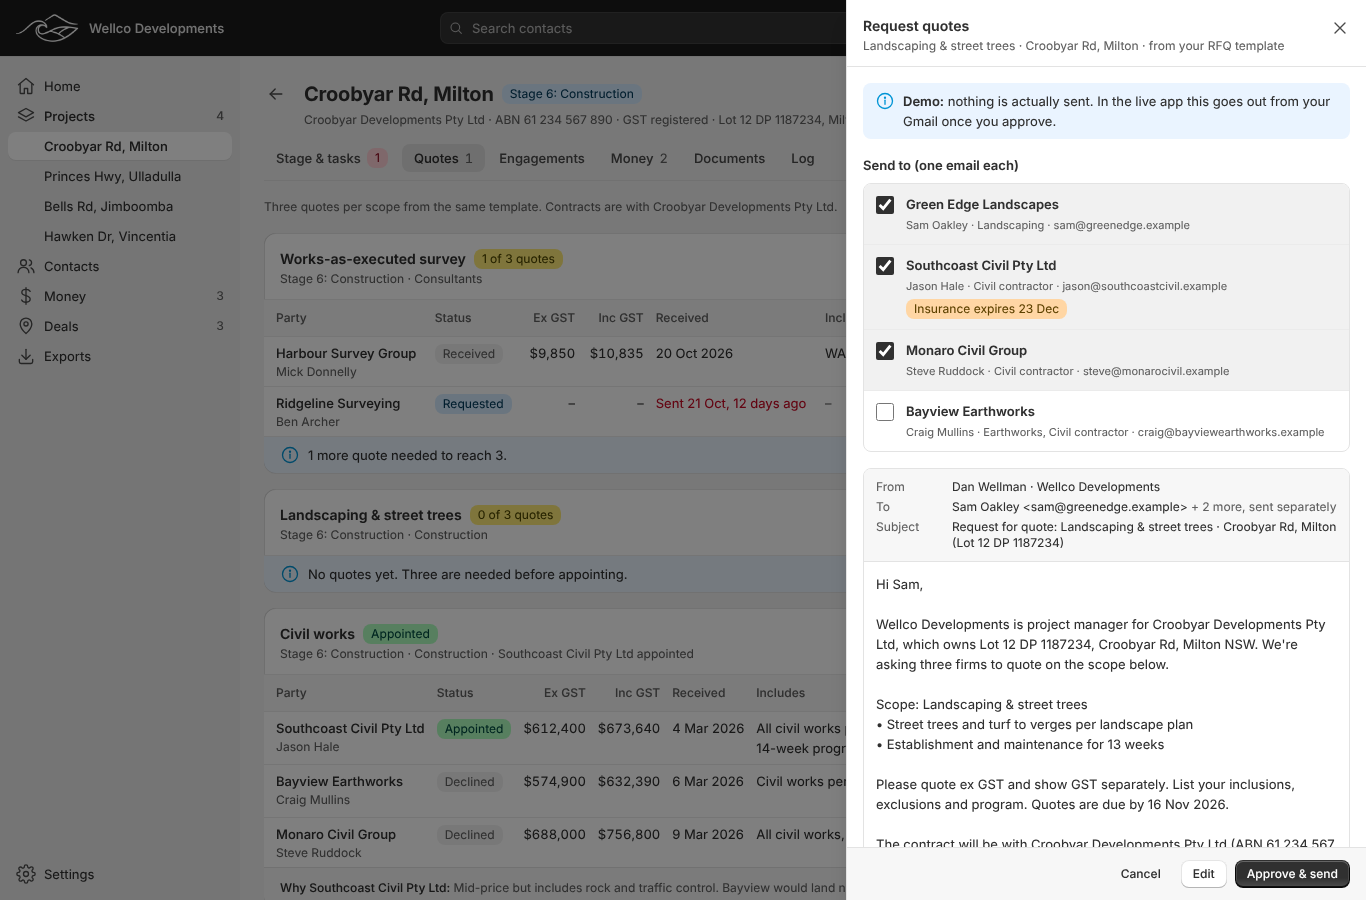 Wellco Developments
Search contacts
Home
Projects 4
Croobyar Rd, Milton
Princes Hwy, Ulladulla
Bells Rd, Jimboomba
Hawken Dr, Vincentia
Contacts
Money 3
Deals 3
Exports
Settings
Croobyar Rd, Milton Stage 6: Construction
Croobyar Developments Pty Ltd · ABN 61 234 567 890 · GST registered · Lot 12 DP 1187234, Mil
Stage & tasks 1 Quotes 1 Engagements Money 2 Documents Log
Three quotes per scope from the same template. Contracts are with Croobyar Developments Pty Ltd.
Works-as-executed survey 1 of 3 quotes
Stage 6: Construction · Consultants
Party Status Ex GST Inc GST Received Incl
Harbour Survey Group Received $9,850 $10,835 20 Oct 2026 WA
Mick Donnelly
Ridgeline Surveying Requested – – Sent 21 Oct, 12 days ago –
Ben Archer
1 more quote needed to reach 3.
Landscaping & street trees 0 of 3 quotes
Stage 6: Construction · Construction
No quotes yet. Three are needed before appointing.
Civil works Appointed
Stage 6: Construction · Construction · Southcoast Civil Pty Ltd appointed
Party Status Ex GST Inc GST Received Includes
Southcoast Civil Pty Ltd Appointed $612,400 $673,640 4 Mar 2026 All civil works
Jason Hale 14-week progr
Bayview Earthworks Declined $574,900 $632,390 6 Mar 2026 Civil works per
Craig Mullins
Monaro Civil Group Declined $688,000 $756,800 9 Mar 2026 All civil works,
Steve Ruddock
Why Southcoast Civil Pty Ltd: Mid-price but includes rock and traffic control. Bayview would land n
Request quotes
Landscaping & street trees · Croobyar Rd, Milton · from your RFQ template
Demo: nothing is actually sent. In the live app this goes out from your
Gmail once you approve.
Send to (one email each)
Green Edge Landscapes
Sam Oakley · Landscaping · sam@greenedge.example
Southcoast Civil Pty Ltd
Jason Hale · Civil contractor · jason@southcoastcivil.example
Insurance expires 23 Dec
Monaro Civil Group
Steve Ruddock · Civil contractor · steve@monarocivil.example
Bayview Earthworks
Craig Mullins · Earthworks, Civil contractor · craig@bayviewearthworks.example
From Dan Wellman · Wellco Developments
To Sam Oakley <sam@greenedge.example> + 2 more, sent separately
Subject Request for quote: Landscaping & street trees · Croobyar Rd, Milton
(Lot 12 DP 1187234)
Hi Sam,
Wellco Developments is project manager for Croobyar Developments Pty
Ltd, which owns Lot 12 DP 1187234, Croobyar Rd, Milton NSW. We're
asking three firms to quote on the scope below.
Scope: Landscaping & street trees
• Street trees and turf to verges per landscape plan
• Establishment and maintenance for 13 weeks
Please quote ex GST and show GST separately. List your inclusions,
exclusions and program. Quotes are due by 16 Nov 2026.
The contract will be with Croobyar Developments Pty Ltd (ABN 61 234 567
Cancel Edit Approve & send